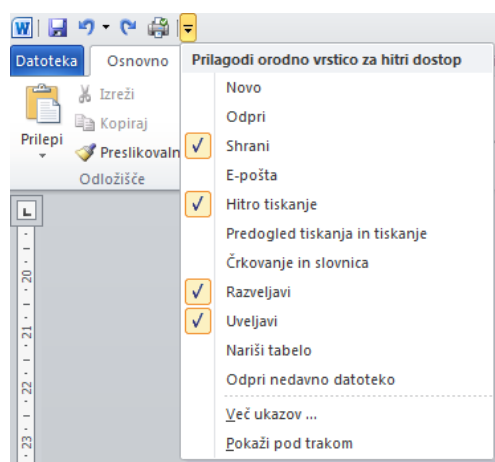 W
Datoteka
Osnovno
Prilepi
Izreži
Kopiraj
Preslikovaln
Odložišče
L
20
21
22
23
Prilagodi orodno vrstico za hitri dostop
Novo
Odpri
Shrani
E-pošta
Hitro tiskanje
Predogled tiskanja in tiskanje
Črkovanje in slovnica
Razveljavi
Uveljavi
Nariši tabelo
Odpri nedavno datoteko
Več ukazov ...
Pokaži pod trakom